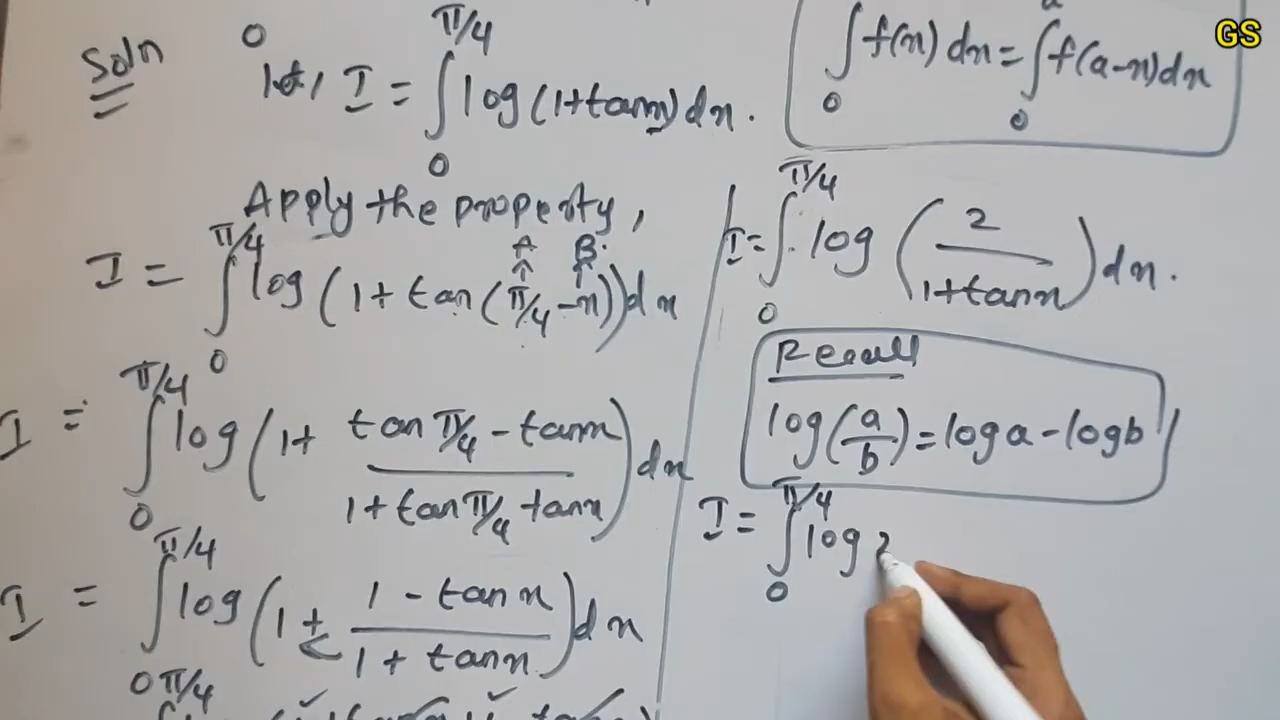 GS
Soln
0
let, I = ∫₀^π/4 log(1+tanx)dx.
Apply the property,
A B
I = ∫₀^π/4 log(1+tan(π/4-x))dx
I = ∫₀^π/4 log(1+ (tan π/4 - tanx)/(1+tan π/4 tanx))dx
I = ∫₀^π/4 log(1+ (1 - tanx)/(1 + tanx))dx
π/4
∫₀^a f(x)dx = ∫₀^a f(a-x)dx
I = ∫₀^π/4 log(2/(1+tanx))dx.
Recall
log(a/b) = log a - log b
I = ∫₀^π/4 log 2